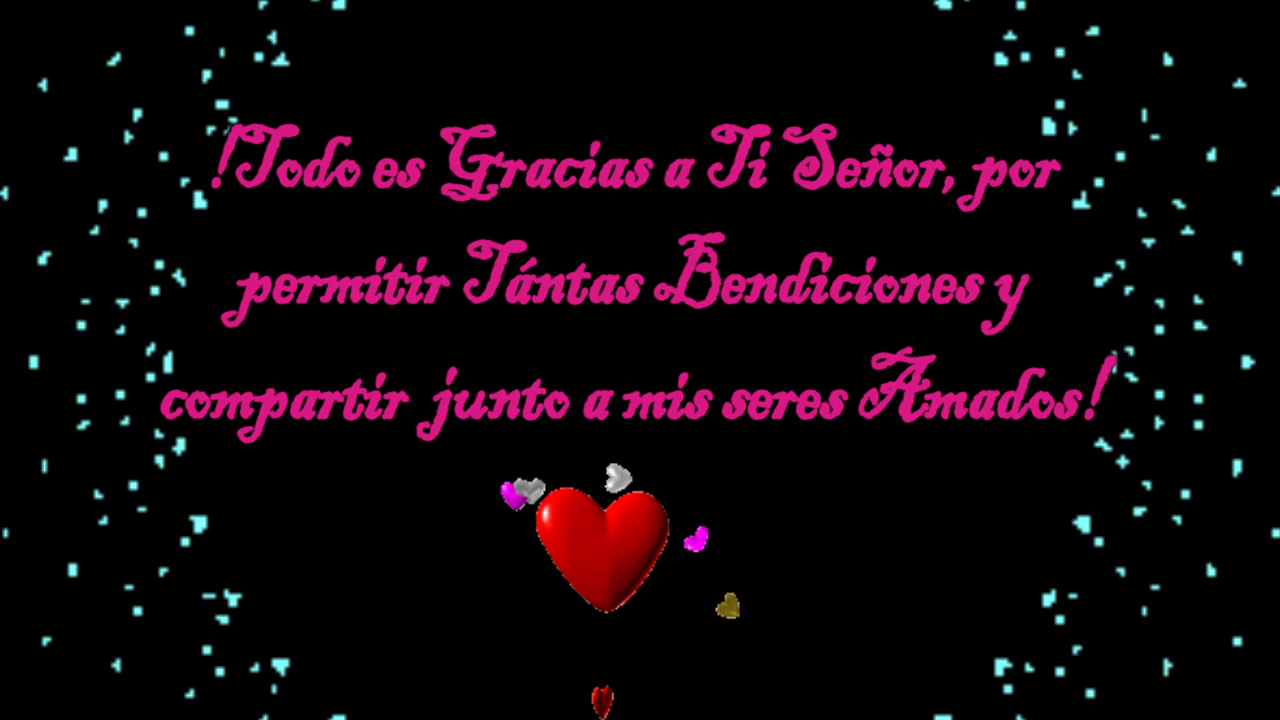 !Todo es Gracias a Ti Señor, por
permitir Tántas Bendiciones y
compartir junto a mis seres Amados!